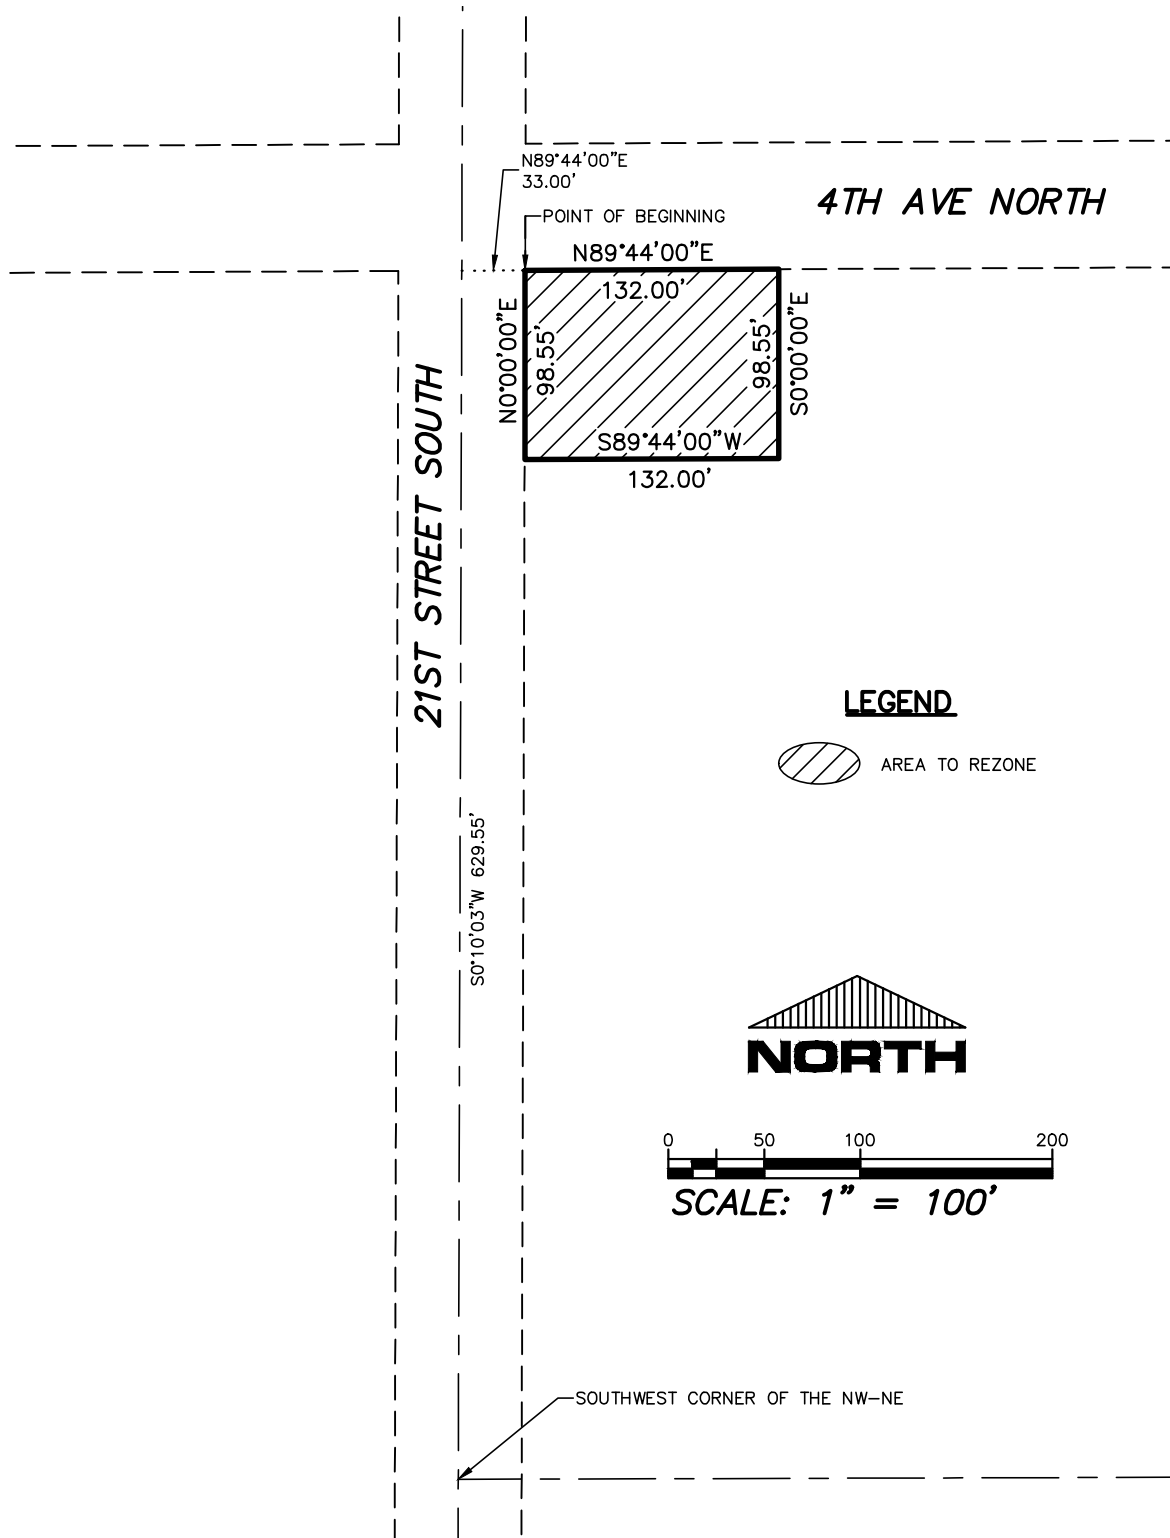 N89°44'00"E
33.00'
4TH AVE NORTH
POINT OF BEGINNING
N89°44'00"E
132.00'
N0°00'00"E
98.55'
98.55'
S0°00'00"E
S89°44'00"W
132.00'
21ST STREET SOUTH
LEGEND
AREA TO REZONE
S0°10'03"W 629.55'
NORTH
0 50 100 200
SCALE: 1" = 100'
SOUTHWEST CORNER OF THE NW-NE